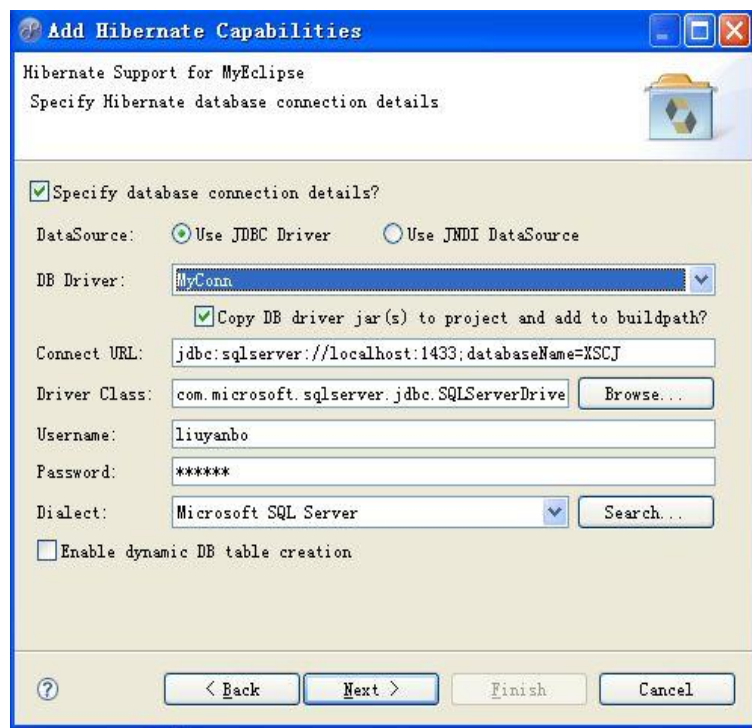 Add Hibernate Capabilities
Hibernate Support for MyEclipse
Specify Hibernate database connection details
Specify database connection details?
DataSource: Use JDBC Driver Use JNDI DataSource
DB Driver: MyConn
Copy DB driver jar(s) to project and add to buildpath?
Connect URL: jdbc:sqlserver://localhost:1433;databaseName=XSCJ
Driver Class: com.microsoft.sqlserver.jdbc.SQLServerDrive Browse...
Username: liuyanbo
Password: ******
Dialect: Microsoft SQL Server Search...
Enable dynamic DB table creation
? < Back Next > Finish Cancel